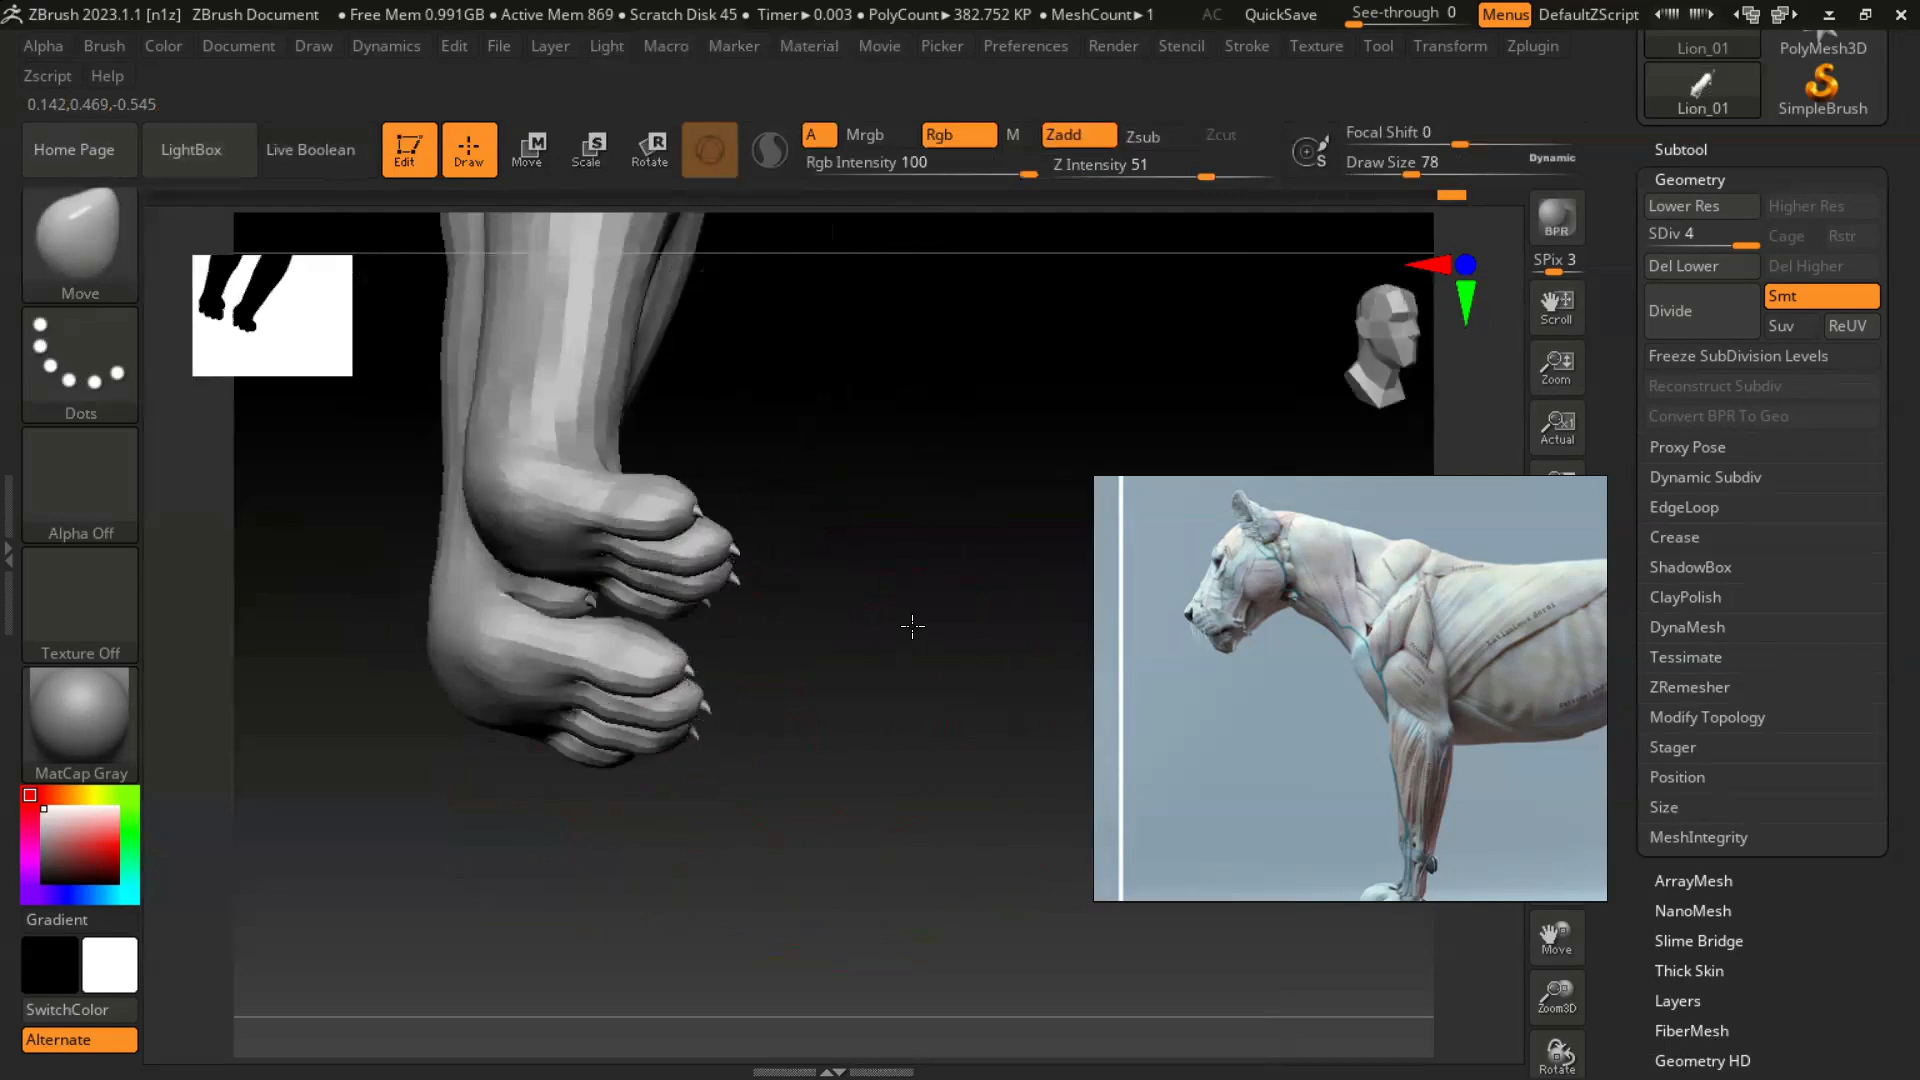 ZBrush 2023.1.1 [n1z] ZBrush Document ● Free Mem 0.991GB ● Active Mem 869 ● Scratch Disk 45 ● Timer►0.003 ● PolyCount►382.752 KP ● MeshCount►1 AC QuickSave See-through 0 Menus DefaultZScript
Alpha Brush Color Document Draw Dynamics Edit File Layer Light Macro Marker Material Movie Picker Preferences Render Stencil Stroke Texture Tool Transform Zplugin
Zscript Help
0.142,0.469,-0.545
Home Page LightBox Live Boolean Edit Draw Move Scale Rotate
A Mrgb Rgb M Zadd Zsub Zcut
Rgb Intensity 100 Z Intensity 51
Focal Shift 0
Draw Size 78 Dynamic
S
Move
Dots
Alpha Off
Texture Off
MatCap Gray
Gradient
SwitchColor
Alternate
BPR
SPix 3
Scroll
Zoom
Actual
Move
Zoom3D
Rotate
Lion_01 PolyMesh3D
Lion_01 SimpleBrush
Subtool
Geometry
Lower Res Higher Res
SDiv 4 Cage Rstr
Del Lower Del Higher
Divide Smt
Suv ReUV
Freeze SubDivision Levels
Reconstruct Subdiv
Convert BPR To Geo
Proxy Pose
Dynamic Subdiv
EdgeLoop
Crease
ShadowBox
ClayPolish
DynaMesh
Tessimate
ZRemesher
Modify Topology
Stager
Position
Size
MeshIntegrity
ArrayMesh
NanoMesh
Slime Bridge
Thick Skin
Layers
FiberMesh
Geometry HD
Latissimus dorsi